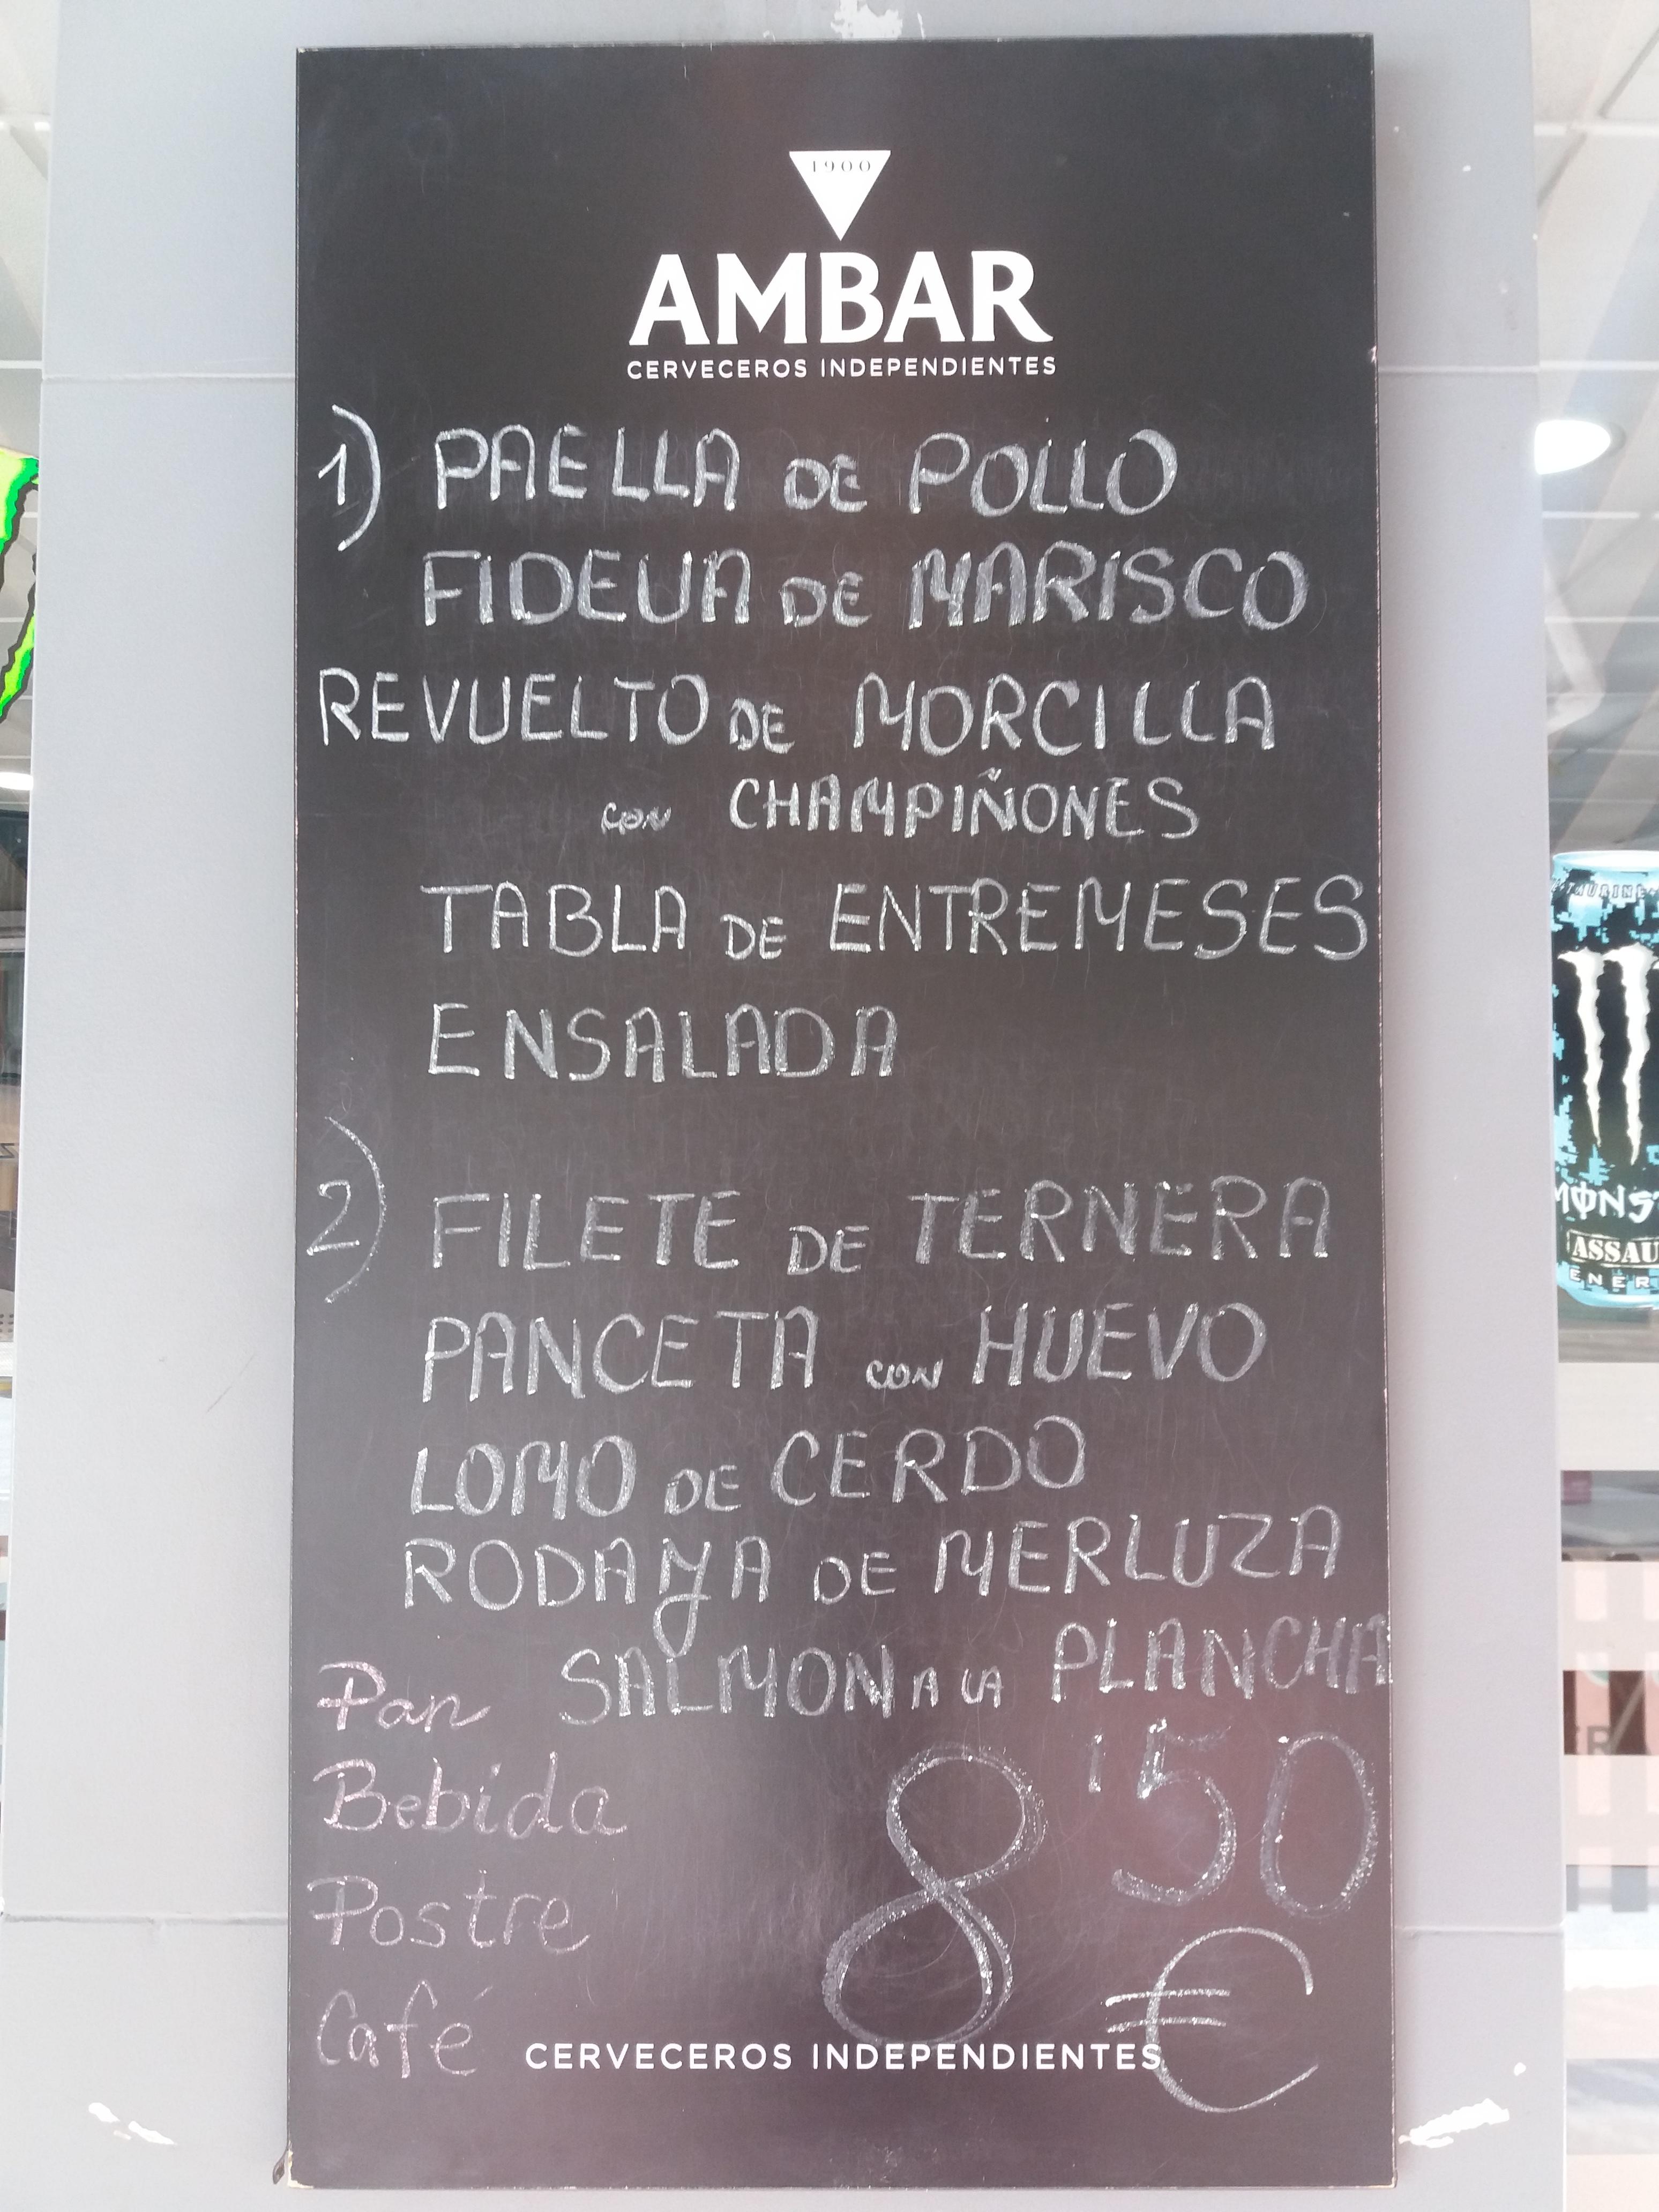 1900
AMBAR
CERVECEROS INDEPENDIENTES
1) PAELLA DE POLLO
FIDEUA DE MARISCO
REVUELTO DE MORCILLA
CON CHAMPIÑONES
TABLA DE ENTREMESES
ENSALADA
2) FILETE DE TERNERA
PANCETA CON HUEVO
LOMO DE CERDO
RODAYA DE MERLUZA
SALMON A LA PLANCHA
Pan
Bebida
Postre
Café
8'50
€
CERVECEROS INDEPENDIENTES